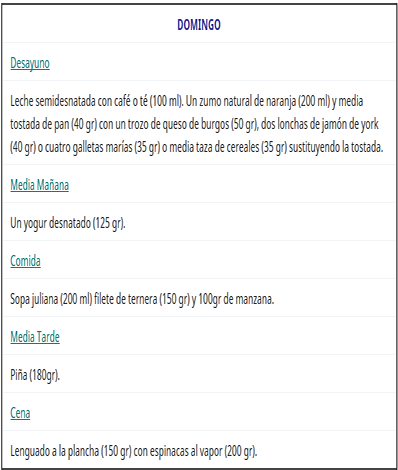 DOMINGO
Desayuno
Leche semidesnatada con café o té (100 ml). Un zumo natural de naranja (200 ml) y media
tostada de pan (40 gr) con un trozo de queso de burgos (50 gr), dos lonchas de jamón de york
(40 gr) o cuatro galletas marías (35 gr) o media taza de cereales (35 gr) sustituyendo la tostada.
Media Mañana
Un yogur desnatado (125 gr).
Comida
Sopa juliana (200 ml) filete de ternera (150 gr) y 100gr de manzana.
Media Tarde
Piña (180gr).
Cena
Lenguado a la plancha (150 gr) con espinacas al vapor (200 gr).